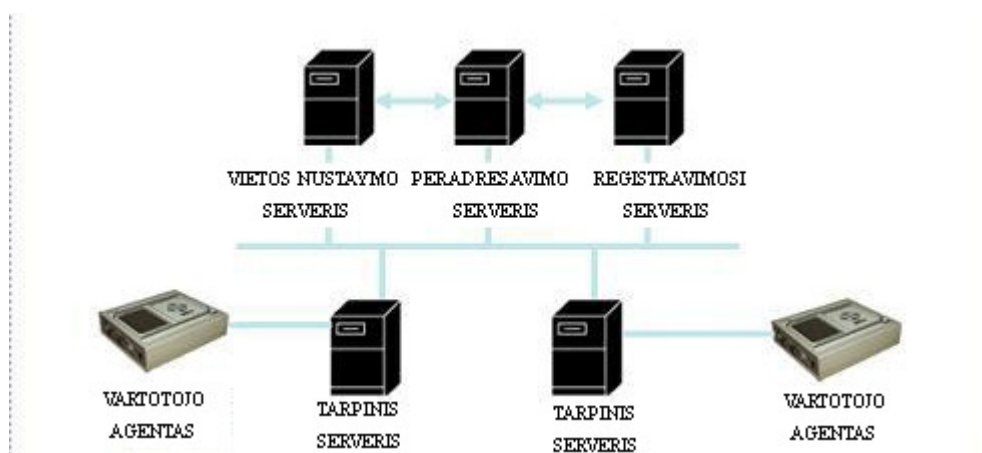 VIETOS NUSTAYMO
SERVERIS
PERADRESAVIMO
SERVERIS
REGISTRAVIMOSI
SERVERIS
VARTOTOJO
AGENTAS
TARPINIS
SERVERIS
TARPINIS
SERVERIS
VARTOTOJO
AGENTAS